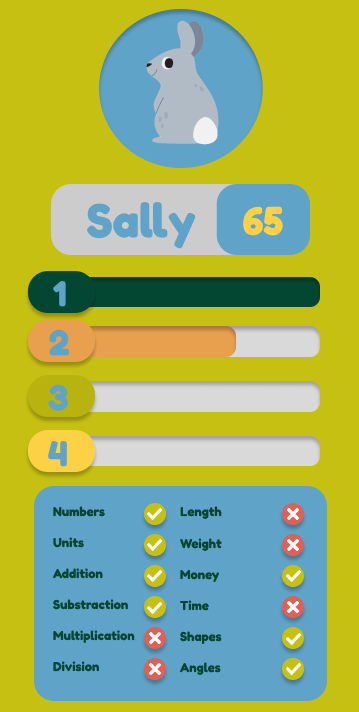 Sally 65
1
2
3
4
Numbers Length
Units Weight
Addition Money
Substraction Time
Multiplication Shapes
Division Angles